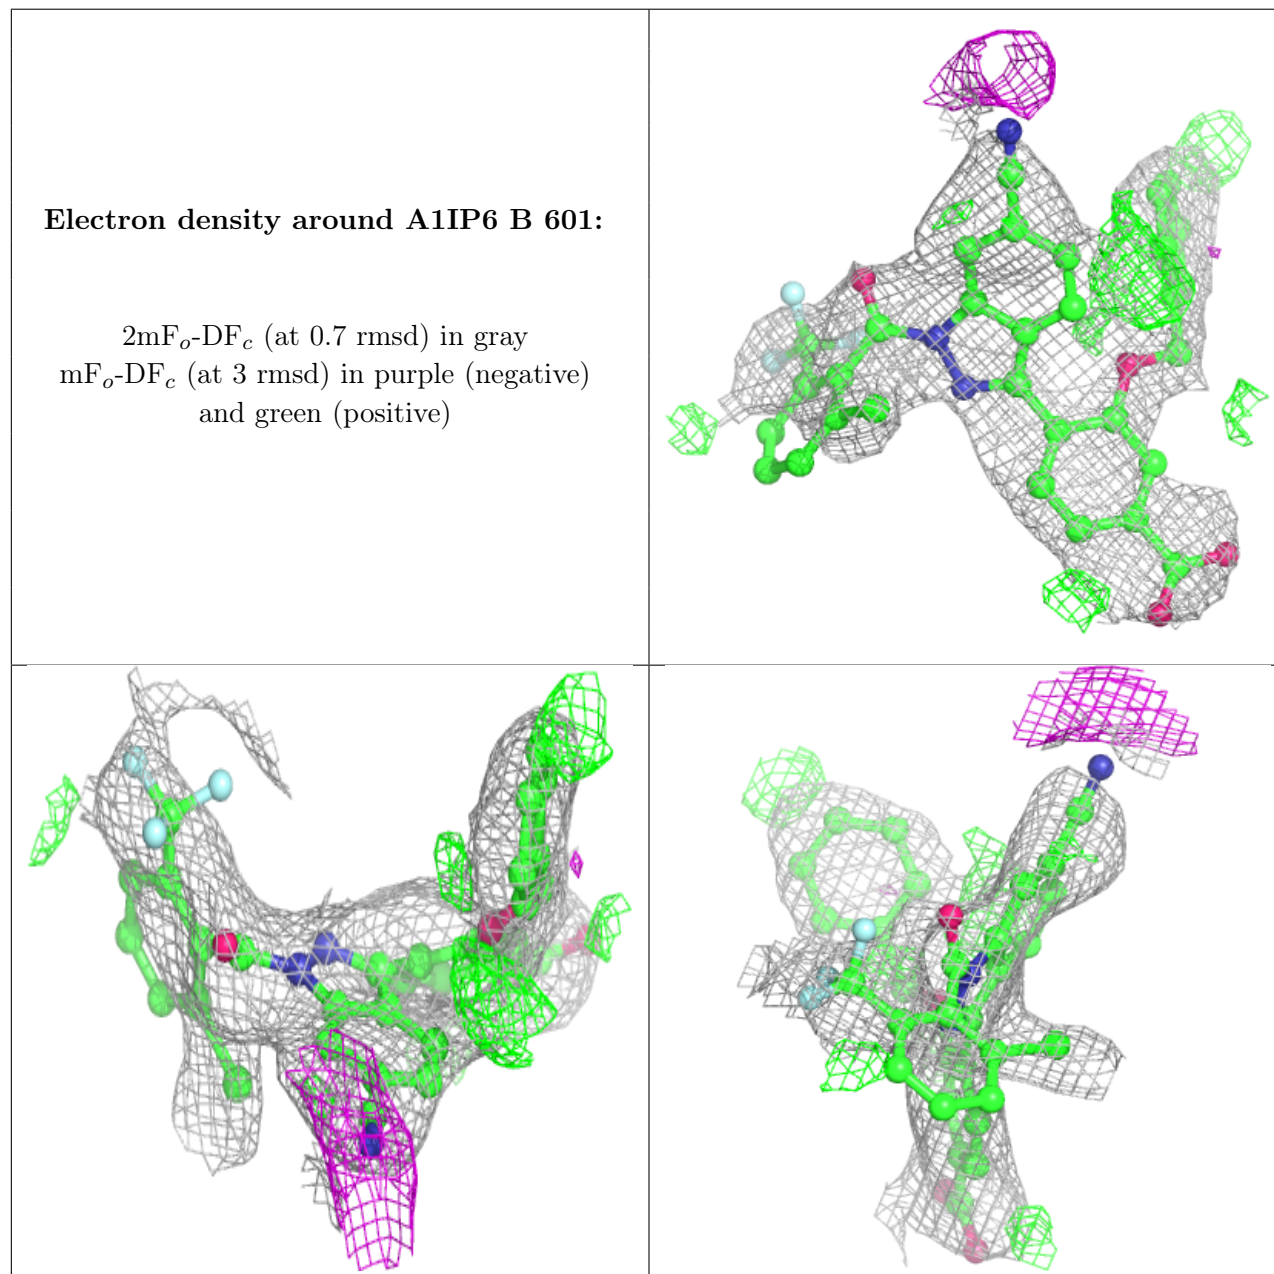 Electron density around A1IP6 B 601:
2mFo-DFc (at 0.7 rmsd) in gray
mFo-DFc (at 3 rmsd) in purple (negative)
and green (positive)